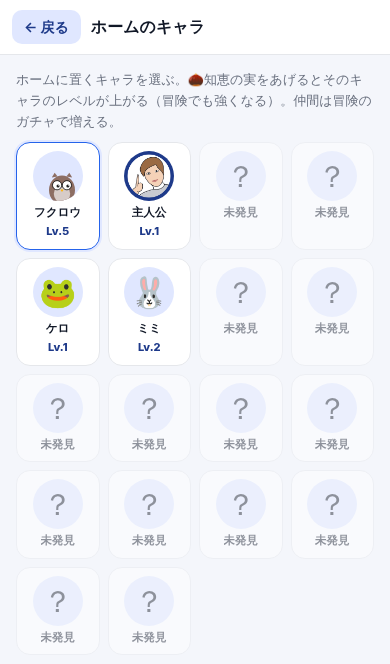 ← 戻る ホームのキャラ
ホームに置くキャラを選ぶ。🌰知恵の実をあげるとそのキ
ャラのレベルが上がる（冒険でも強くなる）。仲間は冒険の
ガチャで増える。
フクロウ 主人公 ? ?
Lv.5 Lv.1 未発見 未発見
ケロ ミミ ? ?
Lv.1 Lv.2 未発見 未発見
? ? ? ?
未発見 未発見 未発見 未発見
? ? ? ?
未発見 未発見 未発見 未発見
? ?
未発見 未発見